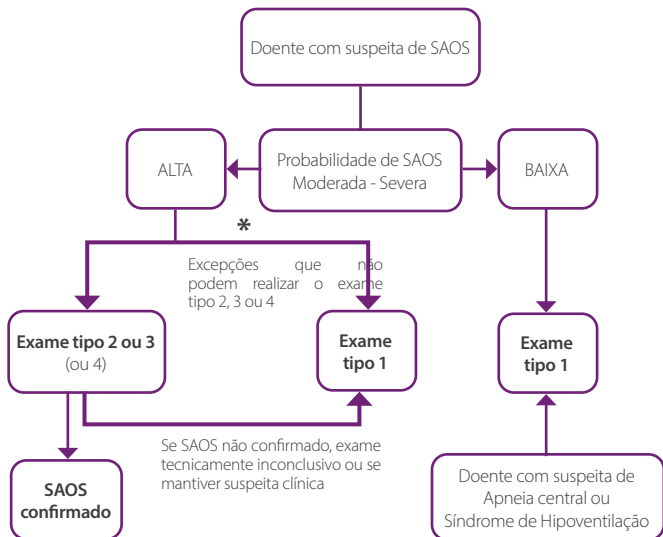 Doente com suspeita de SAOS
ALTA
Probabilidade de SAOS
Moderada - Severa
BAIXA
*
Excepções que não
podem realizar o exame
tipo 2, 3 ou 4
Exame tipo 2 ou 3
(ou 4)
Exame
tipo 1
Exame
tipo 1
Se SAOS não confirmado, exame
tecnicamente inconclusivo ou se
mantiver suspeita clínica
SAOS
confirmado
Doente com suspeita de
Apneia central ou
Síndrome de Hipoventilação